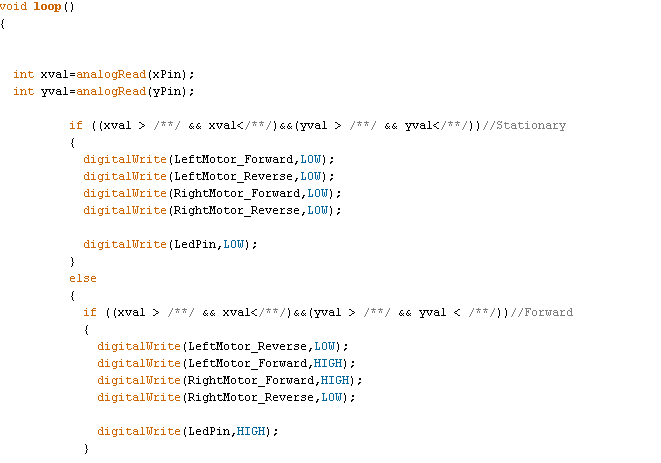 void loop()
{
int xval=analogRead(xPin);
int yval=analogRead(yPin);
if ((xval > /**/ && xval</**/)&&(yval > /**/ && yval</**/))//Stationary
{
digitalWrite(LeftMotor_Forward,LOW);
digitalWrite(LeftMotor_Reverse,LOW);
digitalWrite(RightMotor_Forward,LOW);
digitalWrite(RightMotor_Reverse,LOW);
digitalWrite(LedPin,LOW);
}
else
{
if ((xval > /**/ && xval</**/)&&(yval > /**/ && yval < /**/))//Forward
{
digitalWrite(LeftMotor_Reverse,LOW);
digitalWrite(LeftMotor_Forward,HIGH);
digitalWrite(RightMotor_Forward,HIGH);
digitalWrite(RightMotor_Reverse,LOW);
digitalWrite(LedPin,HIGH);
}